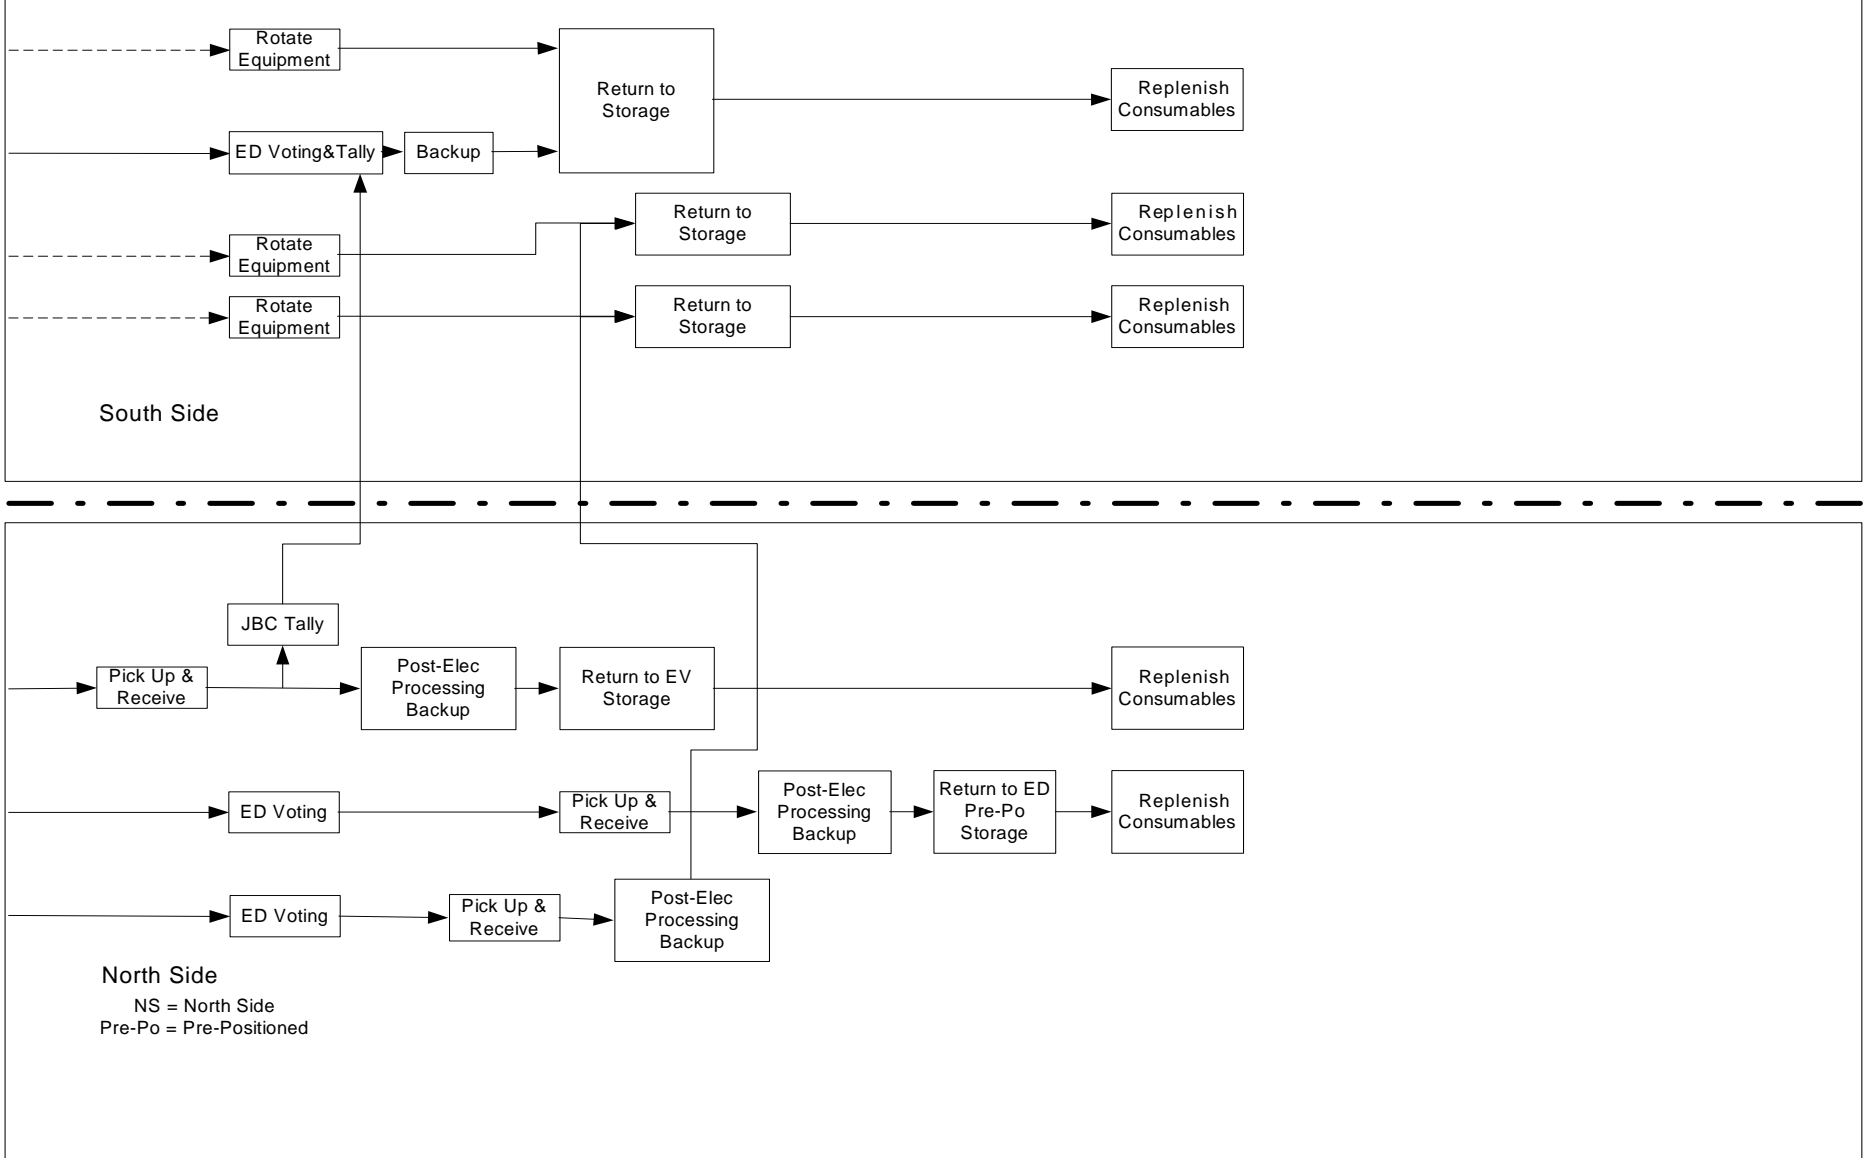 Rotate
Equipment
Return to
Storage
Replenish
Consumables
ED Voting&Tally
Backup
Return to
Storage
Replenish
Consumables
Rotate
Equipment
Rotate
Equipment
Return to
Storage
Replenish
Consumables
South Side
JBC Tally
Pick Up &
Receive
Post-Elec
Processing
Backup
Return to EV
Storage
Replenish
Consumables
ED Voting
Pick Up &
Receive
Post-Elec
Processing
Backup
Return to ED
Pre-Po
Storage
Replenish
Consumables
ED Voting
Pick Up &
Receive
Post-Elec
Processing
Backup
North Side
NS = North Side
Pre-Po = Pre-Positioned